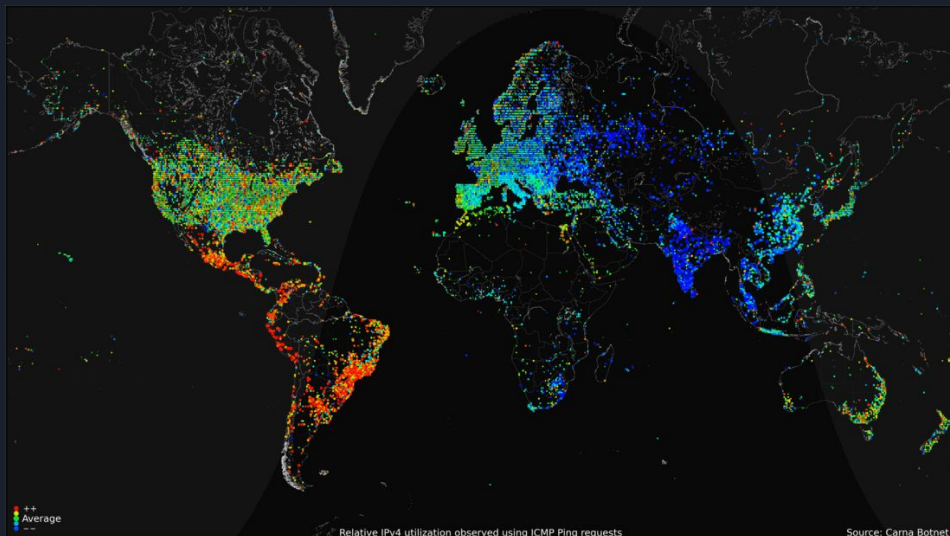 ++
Average
--
Relative IPv4 utilization observed using ICMP Ping requests
Source: Carna Botnet